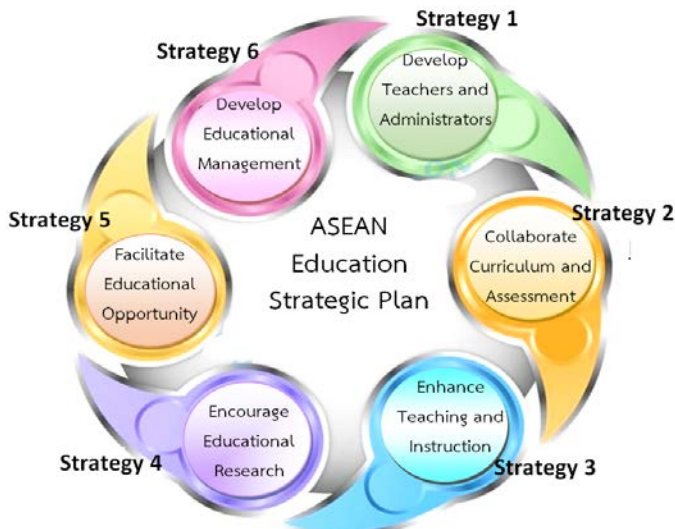 ASEAN
Education
Strategic Plan
Strategy 1
Develop
Teachers and
Administrators
Strategy 2
Collaborate
Curriculum and
Assessment
Strategy 3
Enhance
Teaching and
Instruction
Strategy 4
Encourage
Educational
Research
Strategy 5
Facilitate
Educational
Opportunity
Strategy 6
Develop
Educational
Management